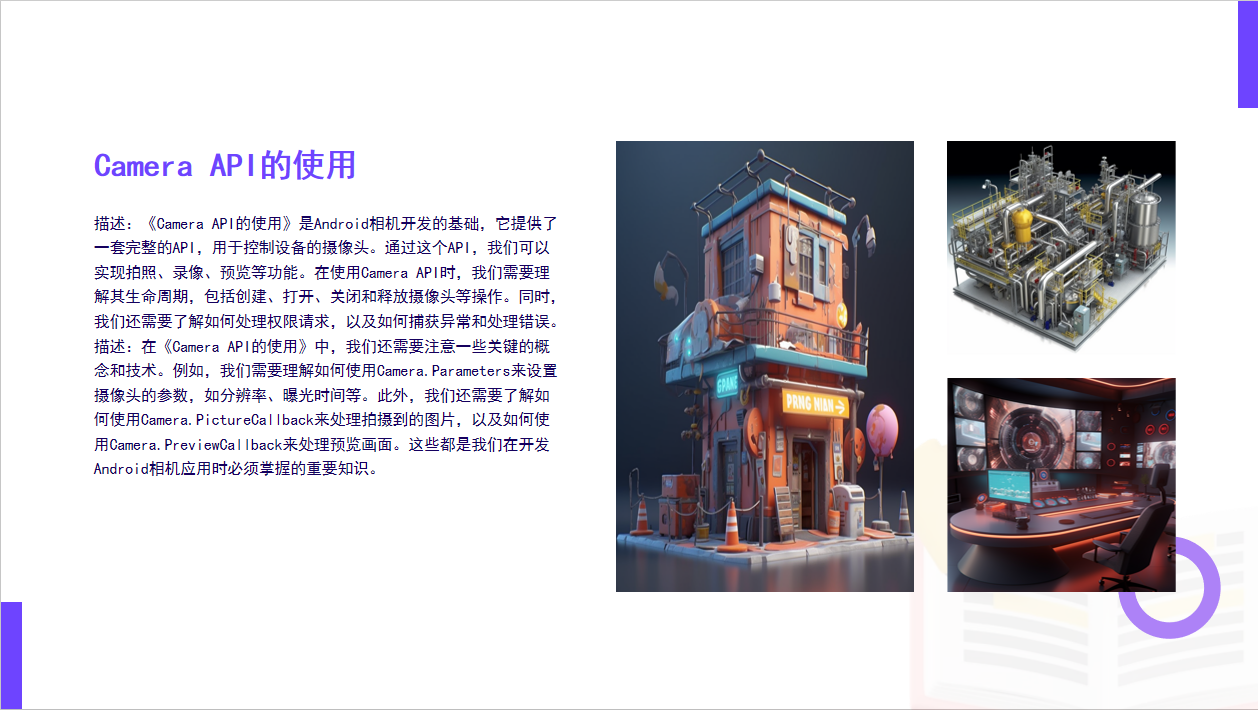 Camera API的使用
描述：《Camera API的使用》是Android相机开发的基础，它提供了
一套完整的API，用于控制设备的摄像头。通过这个API，我们可以
实现拍照、录像、预览等功能。在使用Camera API时，我们需要理
解其生命周期，包括创建、打开、关闭和释放摄像头等操作。同时，
我们还需要了解如何处理权限请求，以及如何捕获异常和处理错误。
描述：在《Camera API的使用》中，我们还需要注意一些关键的概
念和技术。例如，我们需要理解如何使用Camera.Parameters来设置
摄像头的参数，如分辨率、曝光时间等。此外，我们还需要了解如
何使用Camera.PictureCallback来处理拍摄到的图片，以及如何使
用Camera.PreviewCallback来处理预览画面。这些都是我们在开发
Android相机应用时必须掌握的重要知识。
PRNG NIAN